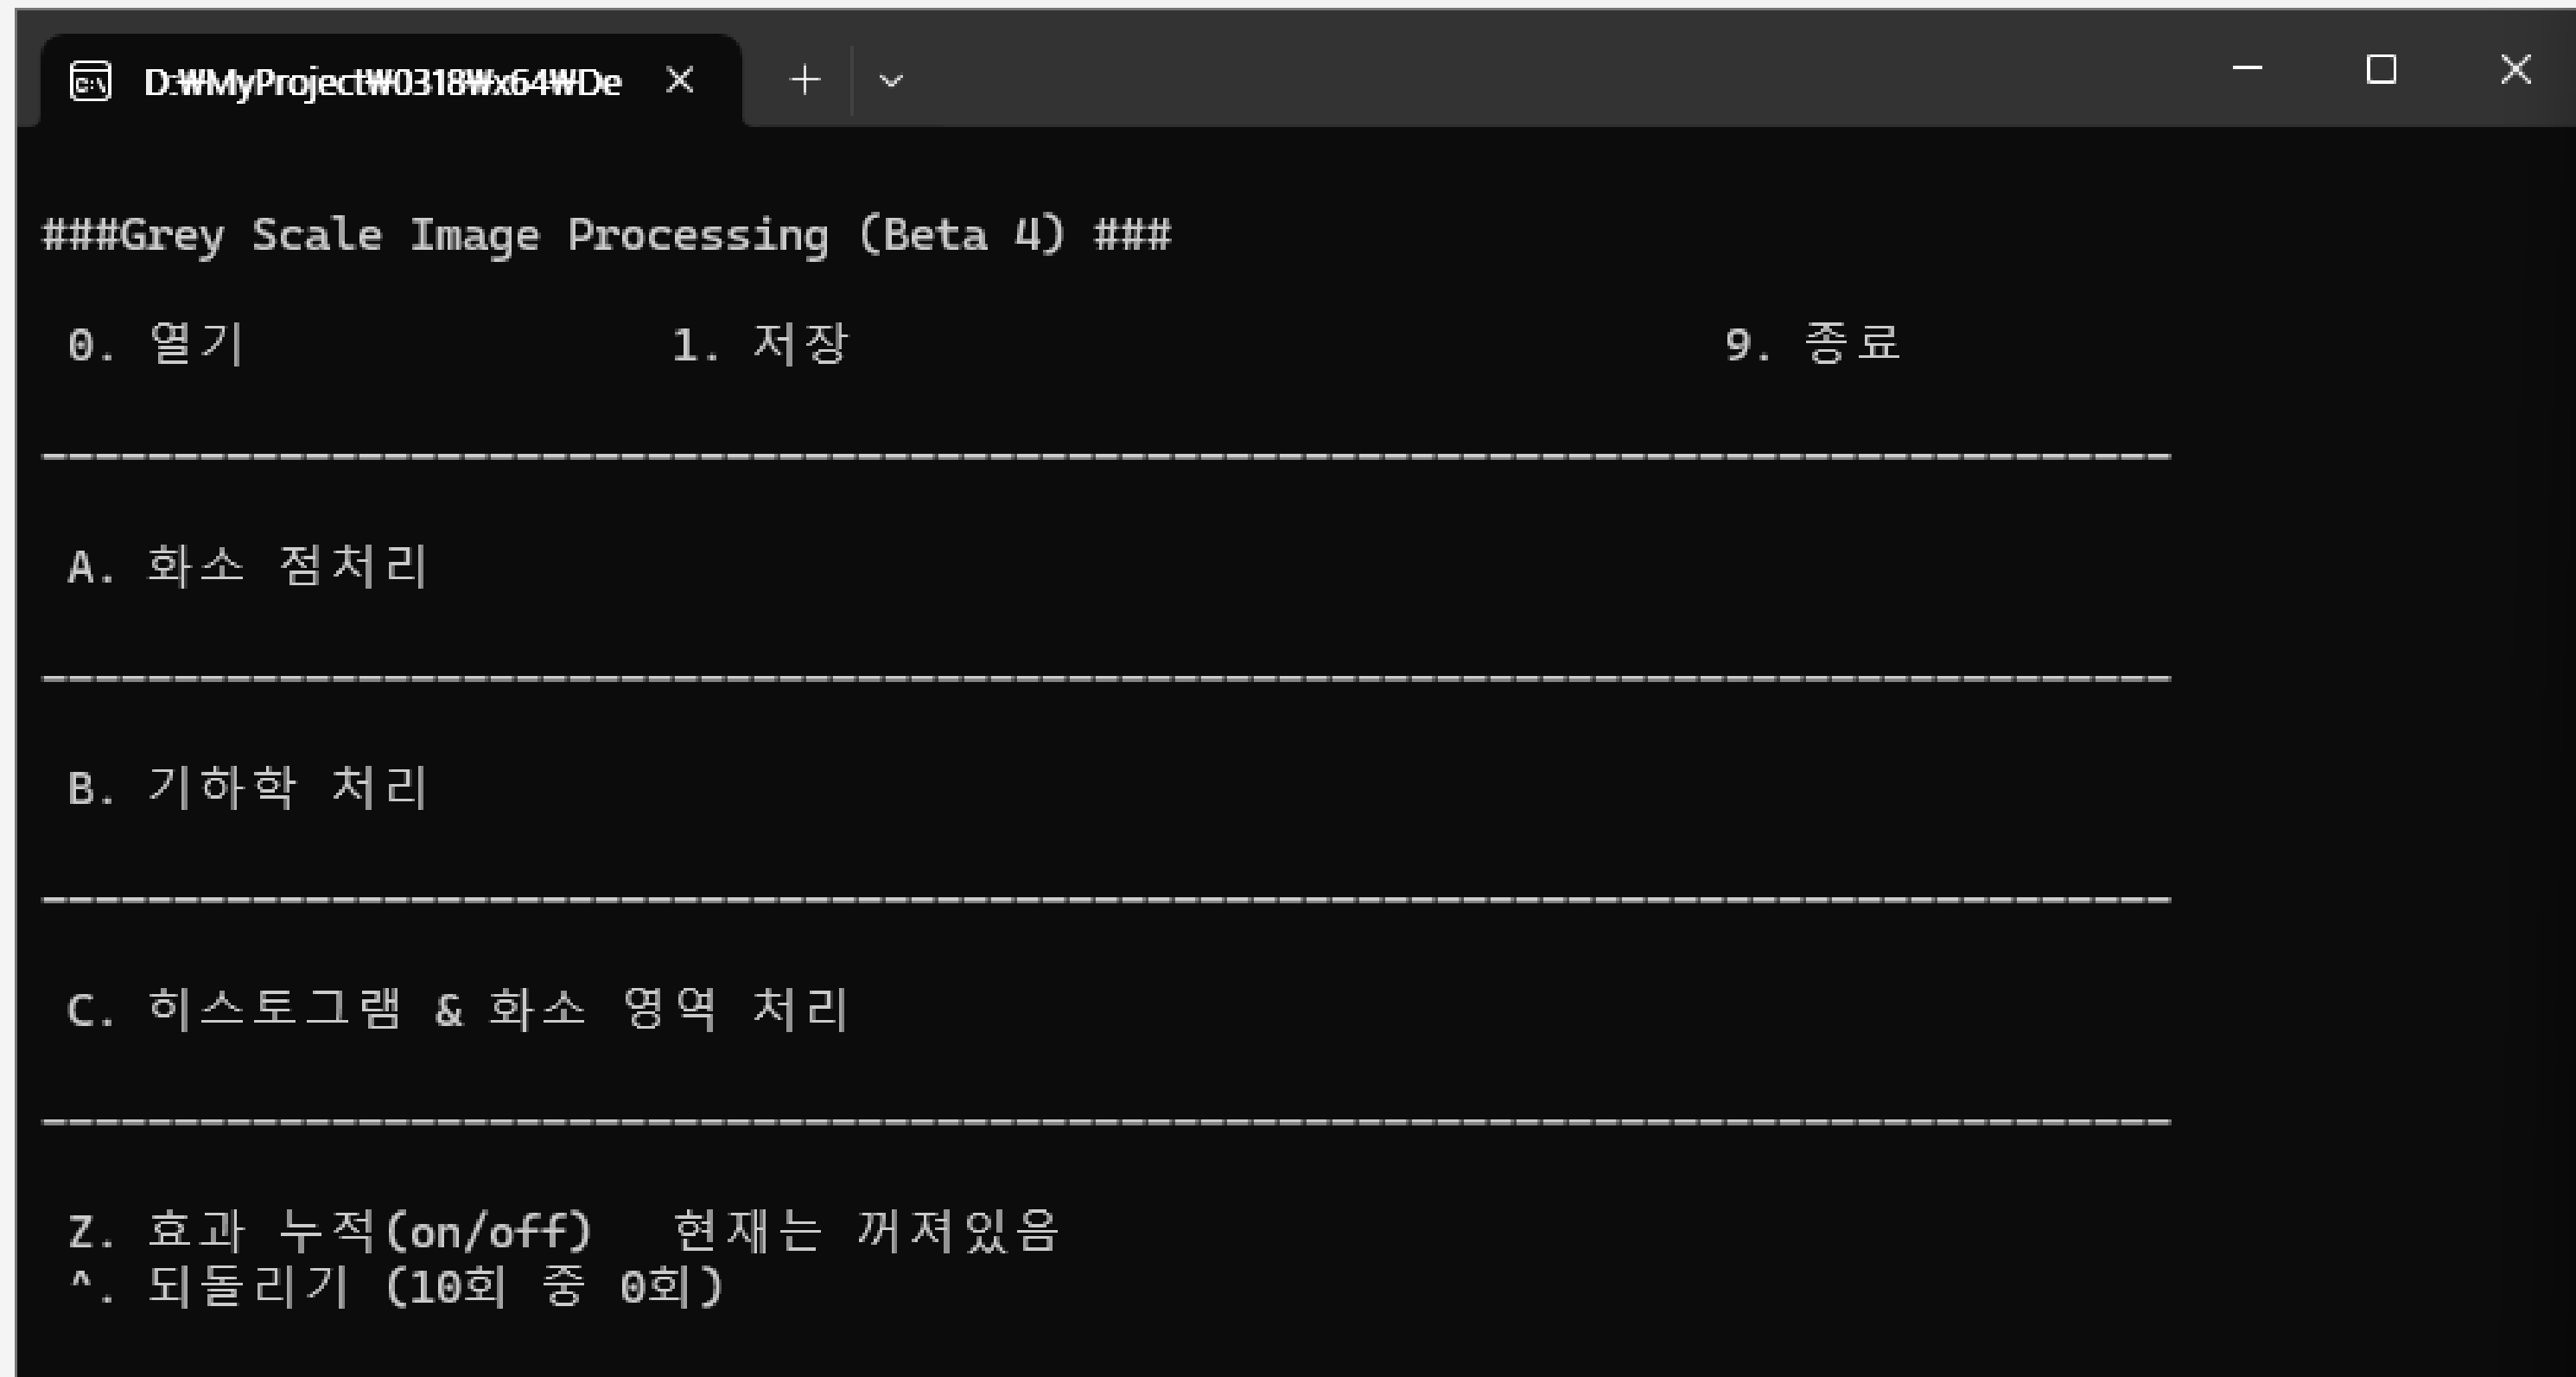 D:₩MyProject₩0318₩x64₩De
###Grey Scale Image Processing (Beta 4) ###
0. 열기 1. 저장 9. 종료
---------------------------------------------------------------------------------
A. 화소 점처리
---------------------------------------------------------------------------------
B. 기하학 처리
---------------------------------------------------------------------------------
C. 히스토그램 & 화소 영역 처리
---------------------------------------------------------------------------------
Z. 효과 누적(on/off) 현재는 꺼져있음
^. 되돌리기 (10회 중 0회)